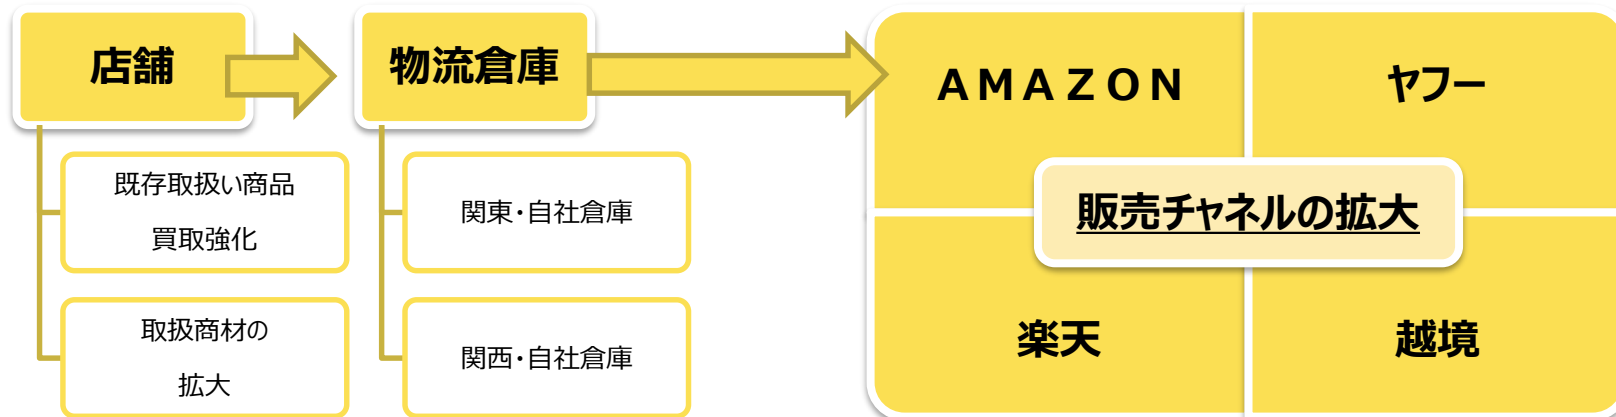 店舗
既存取扱い商品
買取強化
取扱商材の
拡大
物流倉庫
関東・自社倉庫
関西・自社倉庫
ＡＭＡＺＯＮ
ヤフー
販売チャネルの拡大
楽天
越境